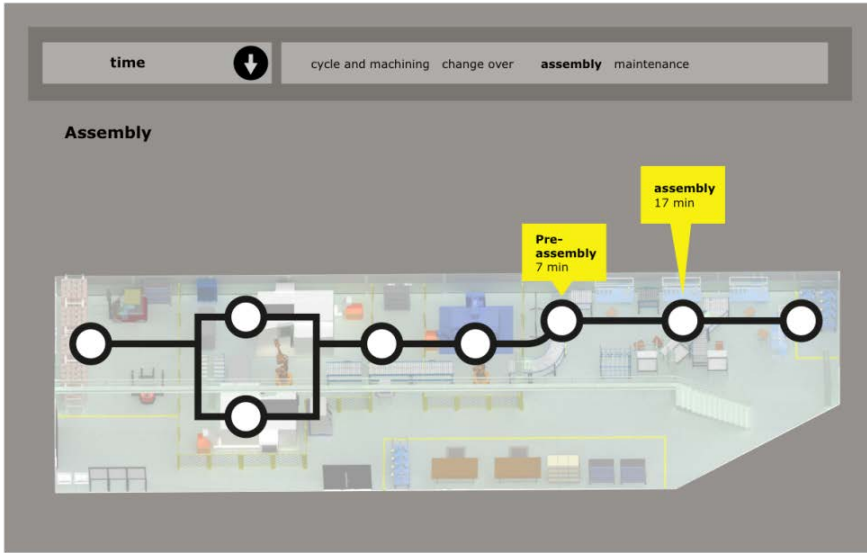 time
cycle and machining change over assembly maintenance
Assembly
assembly
17 min
Pre-
assembly
7 min